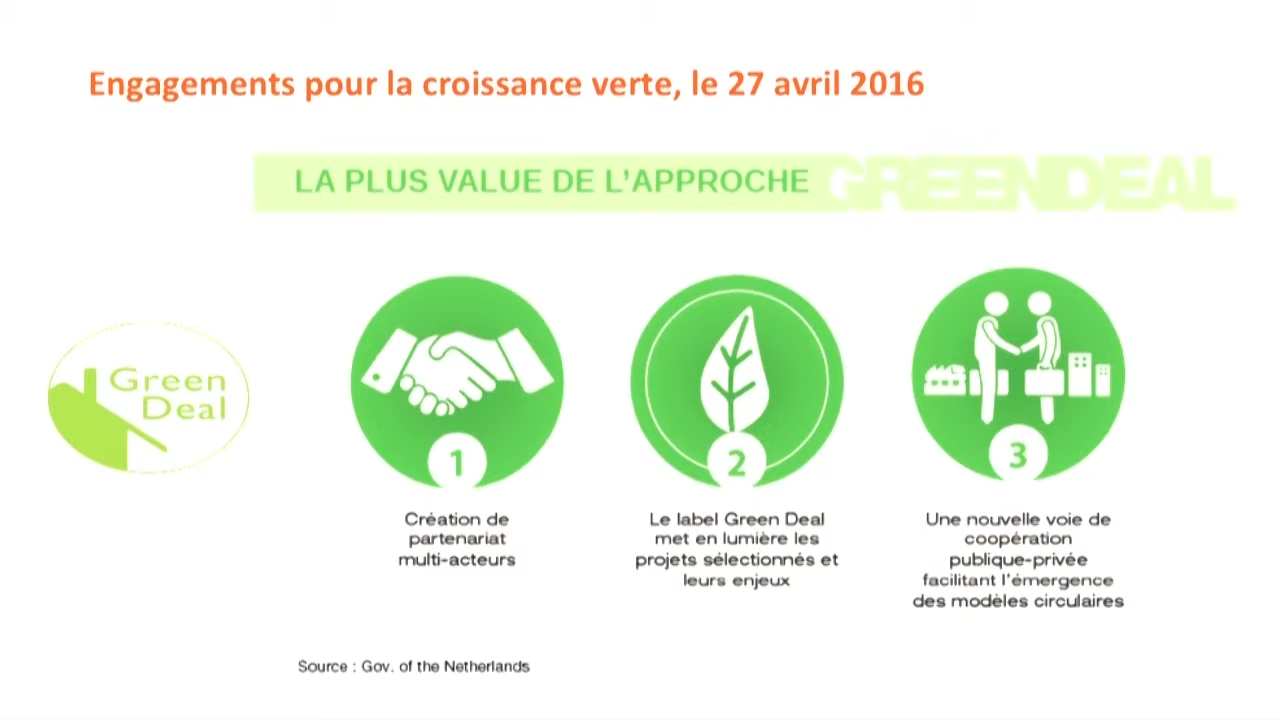 Engagements pour la croissance verte, le 27 avril 2016
LA PLUS VALUE DE L'APPROCHE GREENDEAL
Green
Deal
1
Création de
partenariat
multi-acteurs
2
Le label Green Deal
met en lumière les
projets sélectionnés et
leurs enjeux
3
Une nouvelle voie de
coopération
publique-privée
facilitant l'émergence
des modèles circulaires
Source : Gov. of the Netherlands